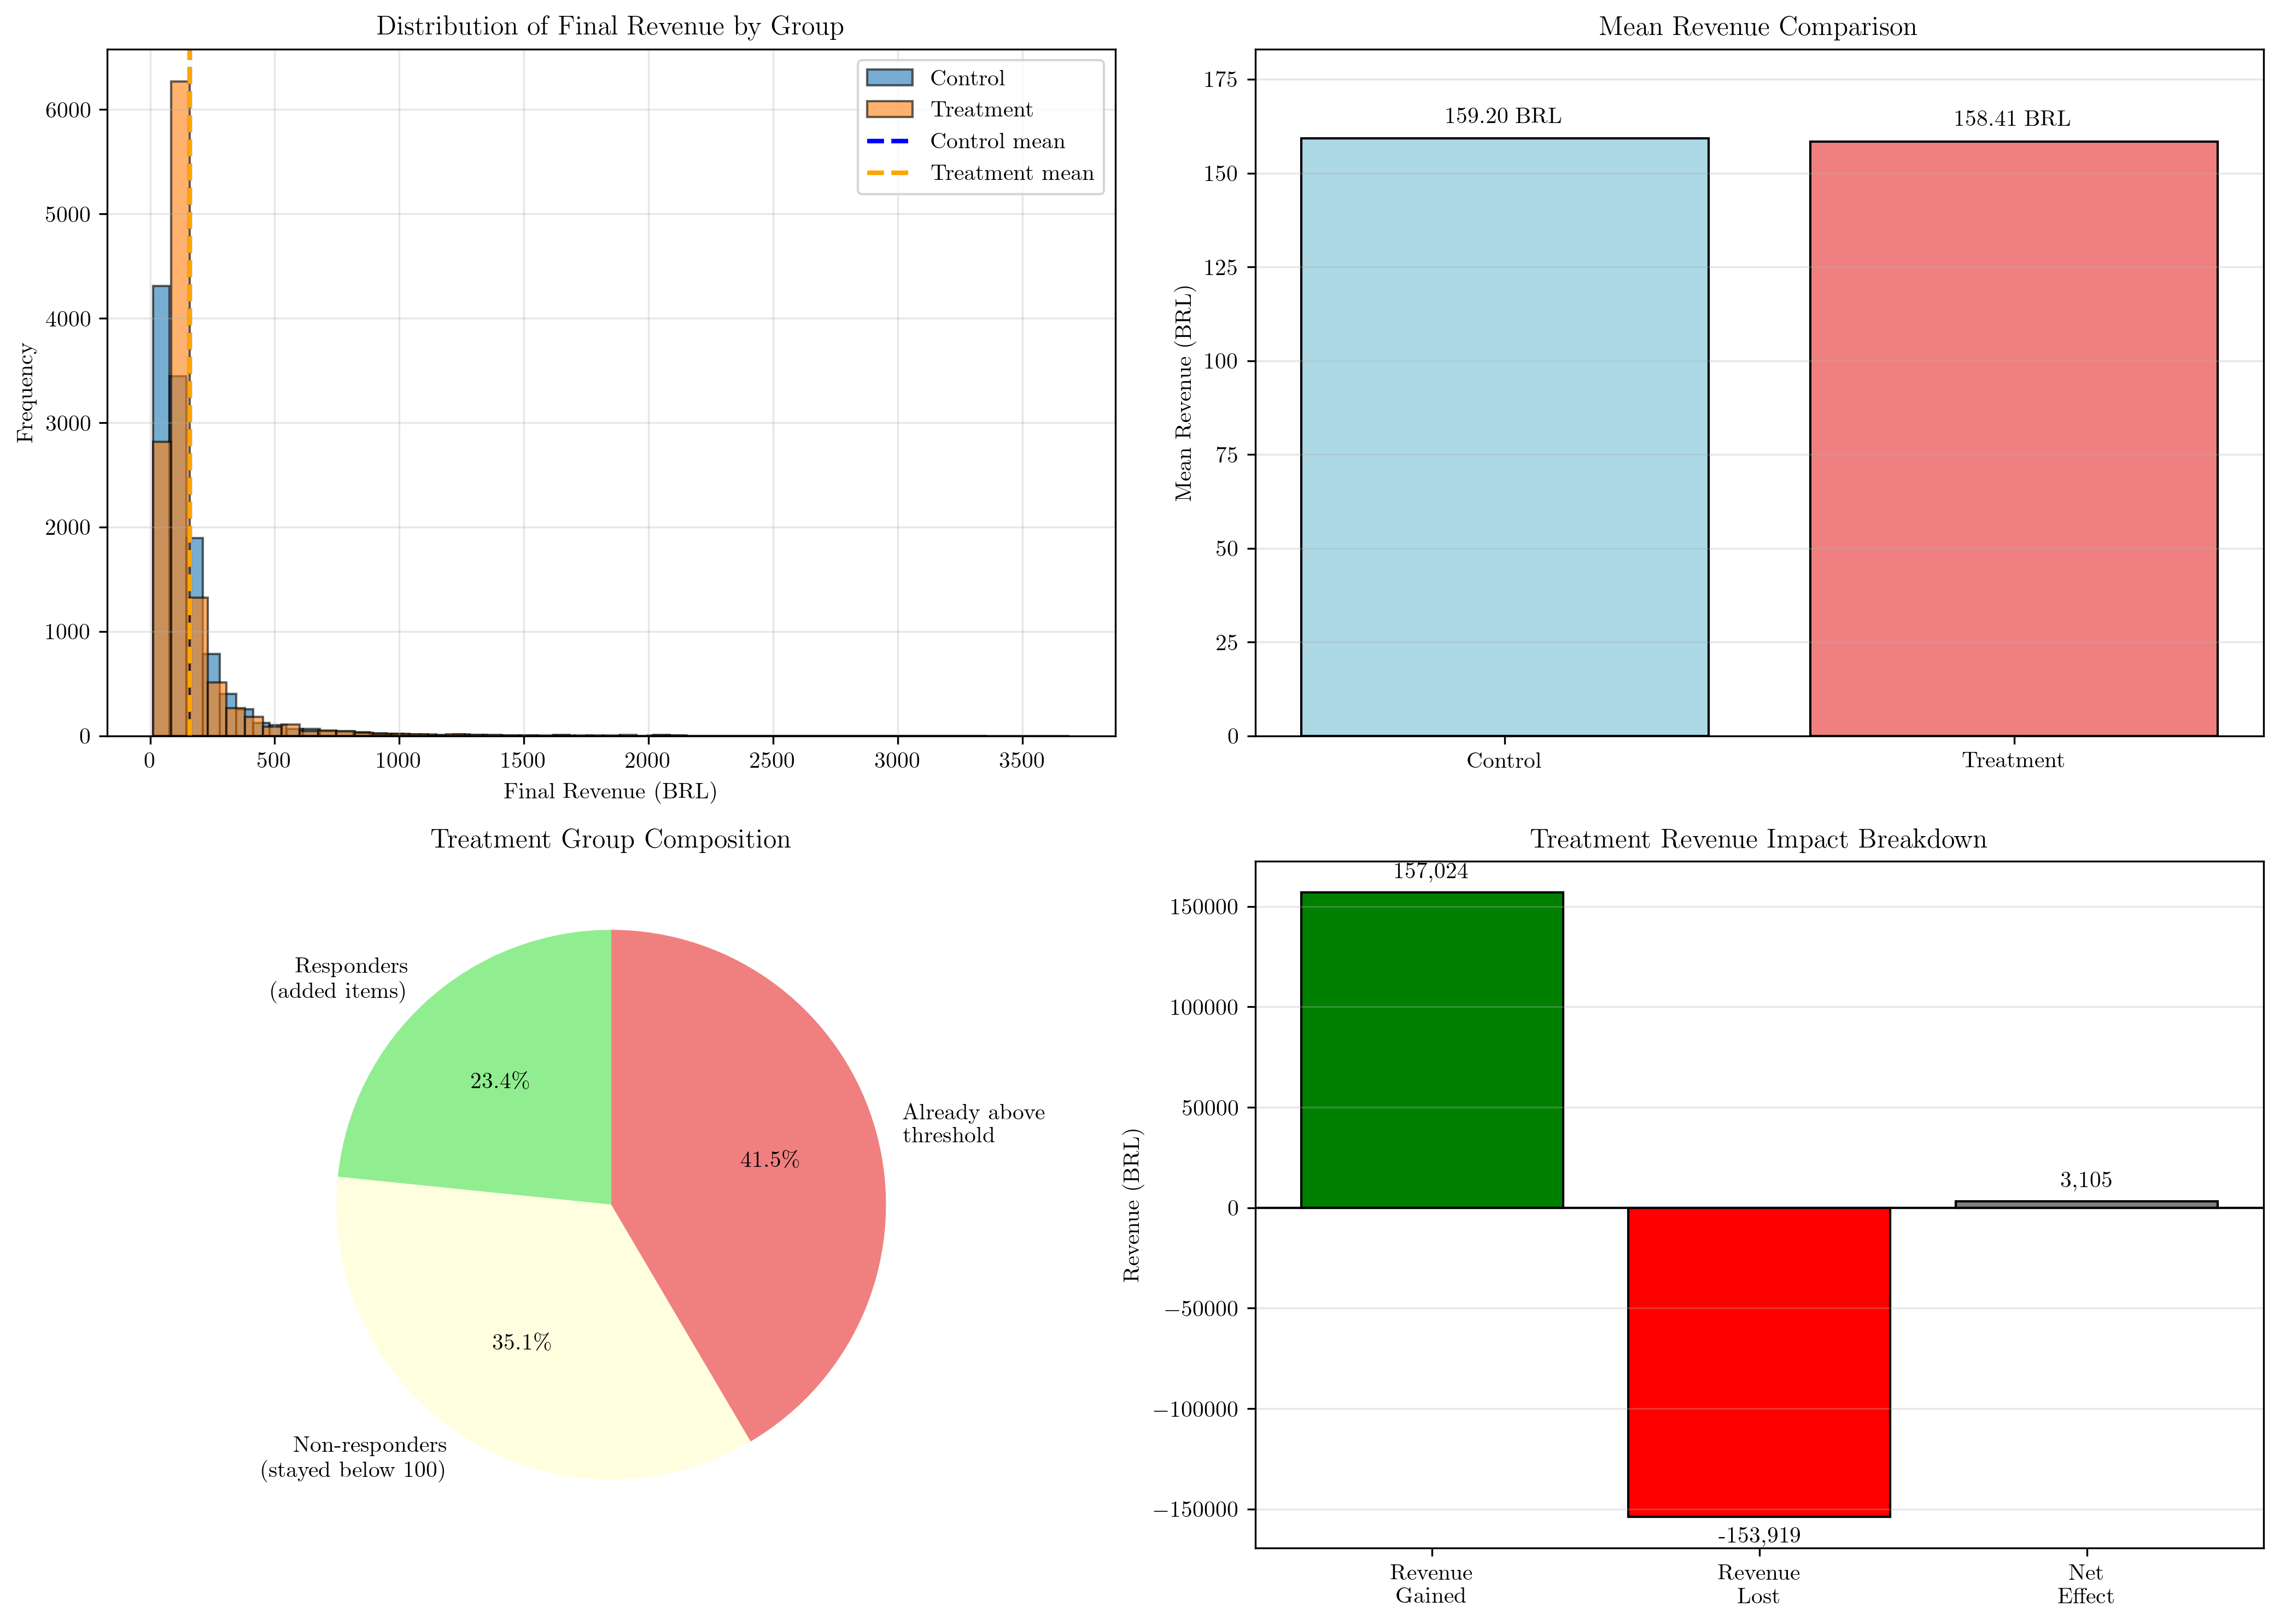 Distribution of Final Revenue by Group
Control
Treatment
Control mean
Treatment mean
6000
5000
4000
3000
2000
1000
0
Frequency
0
500
1000
1500
2000
2500
3000
3500
Final Revenue (BRL)
Mean Revenue Comparison
175
150
125
100
75
50
25
0
Mean Revenue (BRL)
159.20 BRL
158.41 BRL
Control
Treatment
Treatment Group Composition
Responders
(added items)
23.4%
Already above
threshold
41.5%
35.1%
Non-responders
(stayed below 100)
Treatment Revenue Impact Breakdown
150000
100000
50000
0
−50000
−100000
−150000
Revenue (BRL)
157,024
-153,919
3,105
Revenue
Gained
Revenue
Lost
Net
Effect